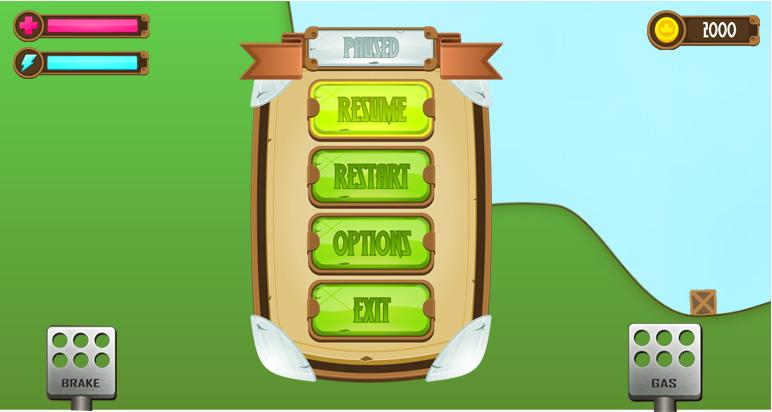 2000
PAUSED
RESUME
RESTART
OPTIONS
EXIT
BRAKE
GAS